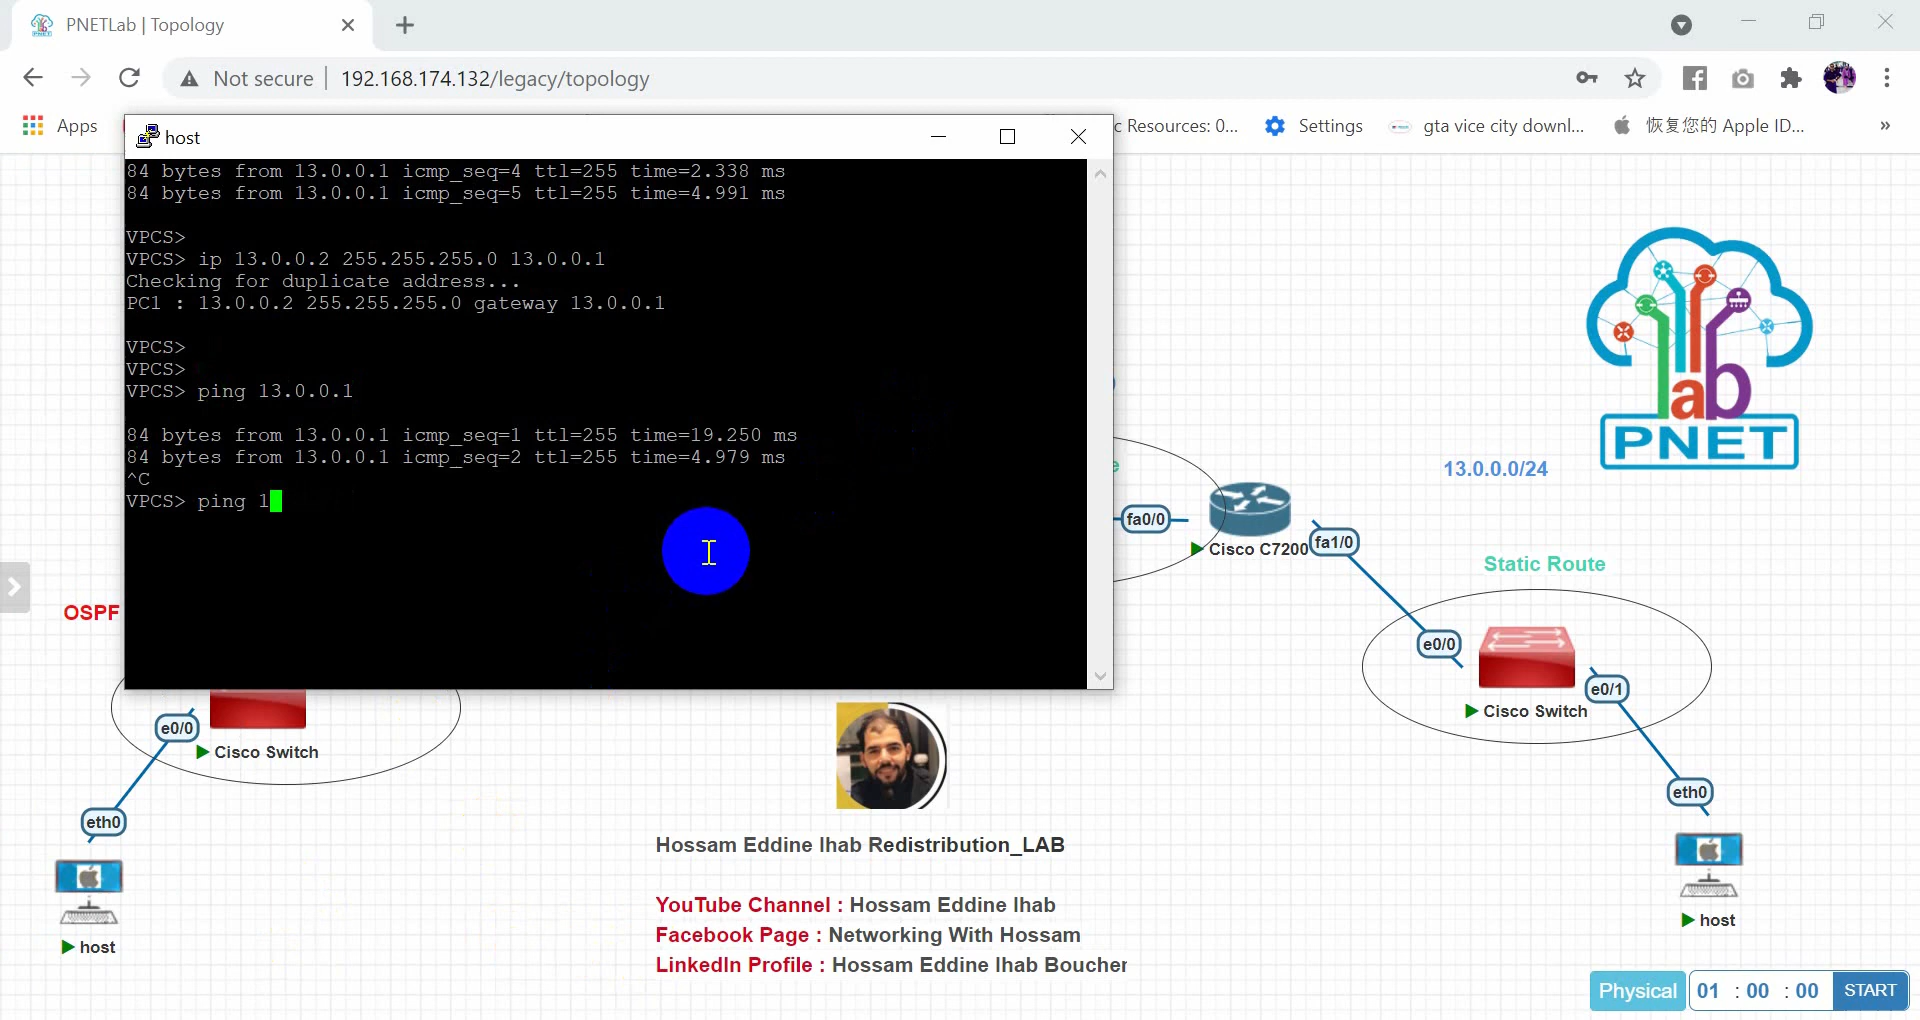 PNETLab | Topology
Not secure
192.168.174.132/legacy/topology
Apps
c Resources: 0...
Settings
gta vice city downl...
恢复您的 Apple ID...
»
host
84 bytes from 13.0.0.1 icmp_seq=4 ttl=255 time=2.338 ms
84 bytes from 13.0.0.1 icmp_seq=5 ttl=255 time=4.991 ms
VPCS>
VPCS> ip 13.0.0.2 255.255.255.0 13.0.0.1
Checking for duplicate address...
PC1 : 13.0.0.2 255.255.255.0 gateway 13.0.0.1
VPCS>
VPCS>
VPCS> ping 13.0.0.1
84 bytes from 13.0.0.1 icmp_seq=1 ttl=255 time=19.250 ms
84 bytes from 13.0.0.1 icmp_seq=2 ttl=255 time=4.979 ms
^C
VPCS> ping 1
lab
PNET
13.0.0.0/24
fa0/0
Cisco C7200
fa1/0
Static Route
OSPF
e0/0
e0/1
Cisco Switch
e0/0
Cisco Switch
eth0
eth0
host
host
Hossam Eddine Ihab Redistribution_LAB
YouTube Channel : Hossam Eddine Ihab
Facebook Page : Networking With Hossam
LinkedIn Profile : Hossam Eddine Ihab Boucher
Physical
01 : 00 : 00
START